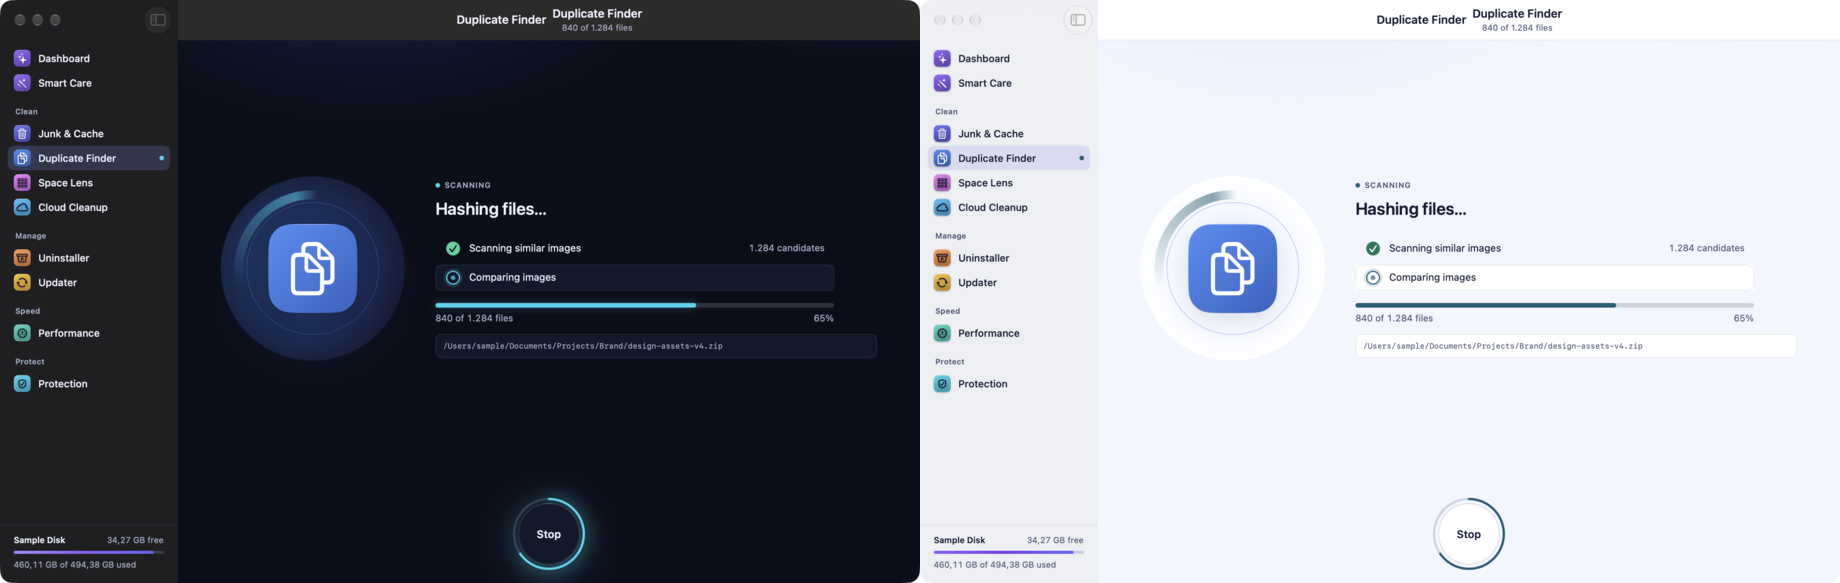 Duplicate Finder
Duplicate Finder
840 of 1.284 files
Dashboard
Smart Care
Clean
Junk & Cache
Duplicate Finder
Space Lens
Cloud Cleanup
Manage
Uninstaller
Updater
Speed
Performance
Protect
Protection
Sample Disk
34,27 GB free
460,11 GB of 494,38 GB used
SCANNING
Hashing files...
Scanning similar images
1.284 candidates
Comparing images
840 of 1.284 files
65%
/Users/sample/Documents/Projects/Brand/design-assets-v4.zip
Stop
Duplicate Finder
Duplicate Finder
840 of 1.284 files
Dashboard
Smart Care
Clean
Junk & Cache
Duplicate Finder
Space Lens
Cloud Cleanup
Manage
Uninstaller
Updater
Speed
Performance
Protect
Protection
Sample Disk
34,27 GB free
460,11 GB of 494,38 GB used
SCANNING
Hashing files...
Scanning similar images
1.284 candidates
Comparing images
840 of 1.284 files
65%
/Users/sample/Documents/Projects/Brand/design-assets-v4.zip
Stop